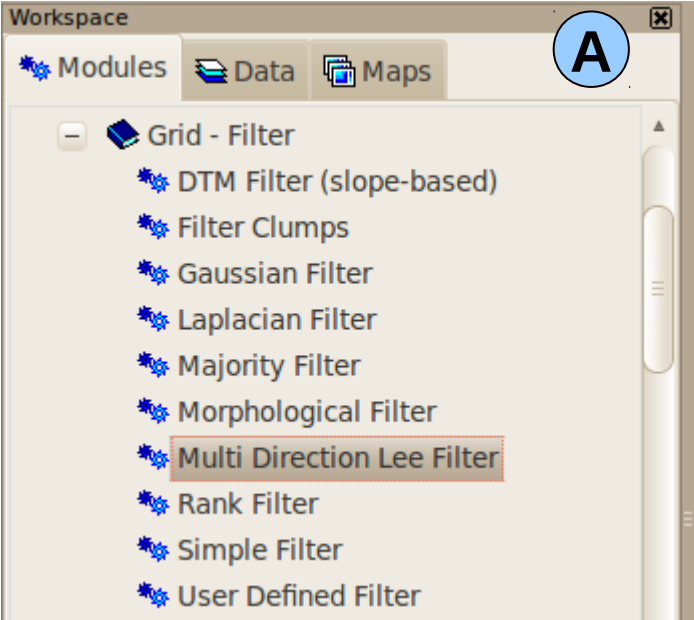 Workspace
A
Modules Data Maps
Grid - Filter
DTM Filter (slope-based)
Filter Clumps
Gaussian Filter
Laplacian Filter
Majority Filter
Morphological Filter
Multi Direction Lee Filter
Rank Filter
Simple Filter
User Defined Filter